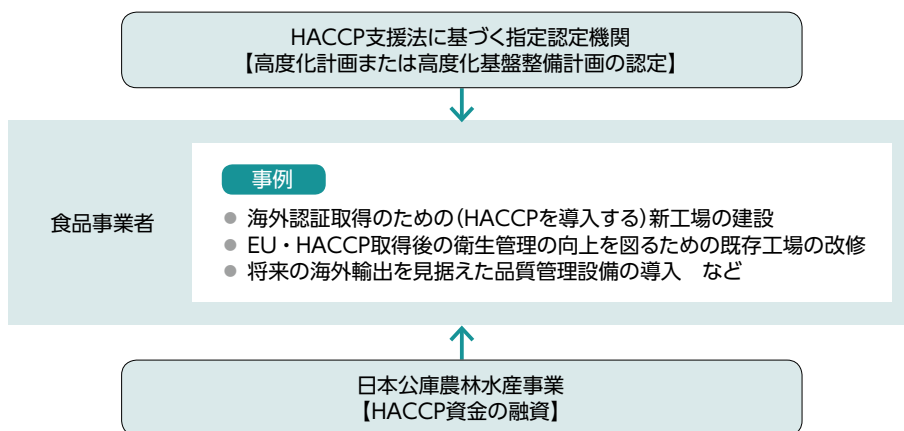 HACCP支援法に基づく指定認定機関
【高度化計画または高度化基盤整備計画の認定】
食品事業者
事例
● 海外認証取得のための(HACCPを導入する)新工場の建設
● EU・HACCP取得後の衛生管理の向上を図るための既存工場の改修
● 将来の海外輸出を見据えた品質管理設備の導入　など
日本公庫農林水産事業
【HACCP資金の融資】